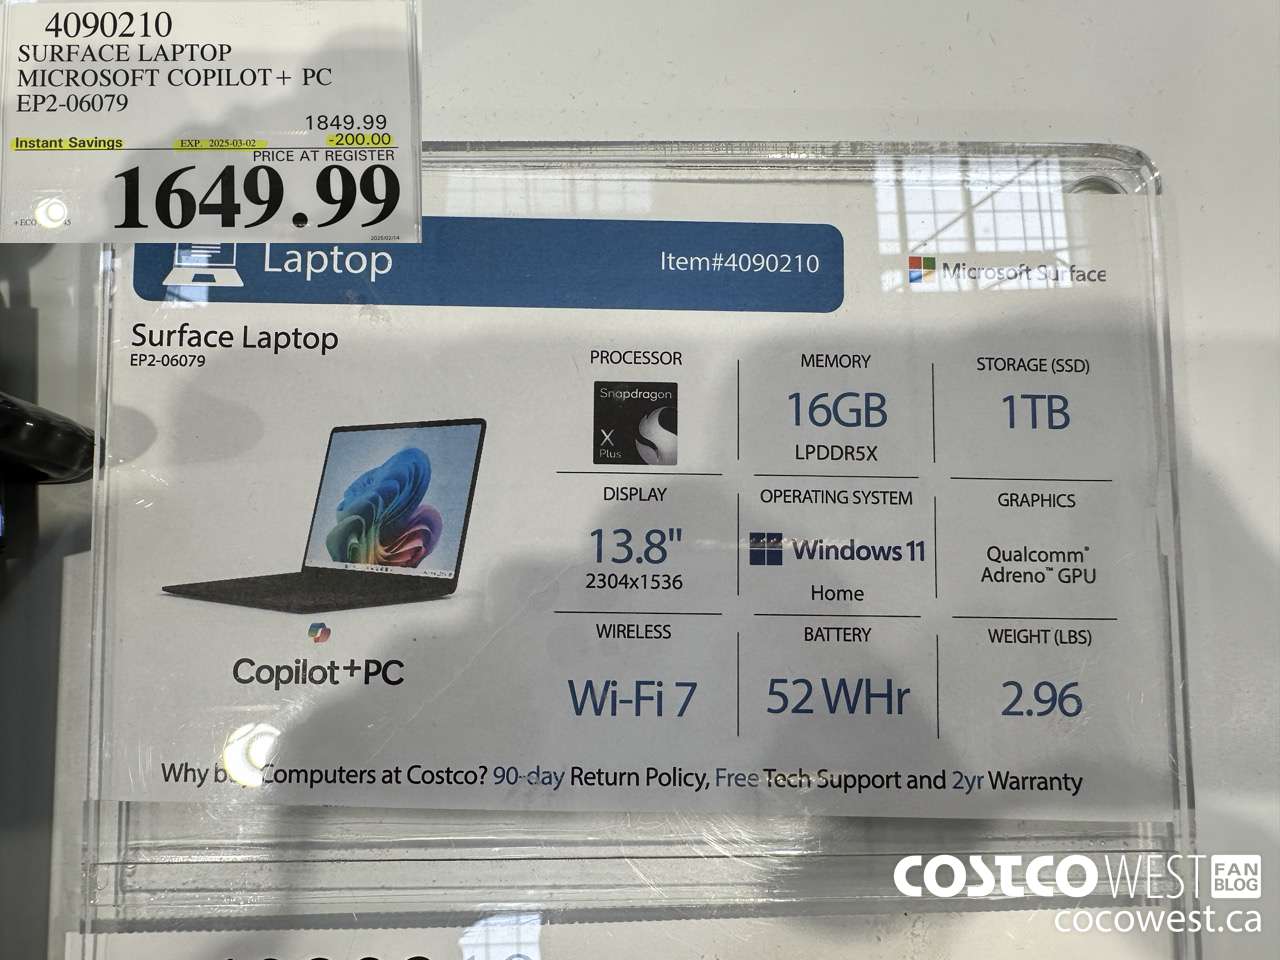 4090210
SURFACE LAPTOP
MICROSOFT COPILOT+ PC
EP2-06079
1849.99
Instant Savings EXP. 2025-03-02 -200.00
PRICE AT REGISTER
1649.99
+ECO 45
2025/02/14
Laptop
Item#4090210
Microsoft Surface
Surface Laptop
EP2-06079
PROCESSOR
Snapdragon
X
Plus
MEMORY
16GB
LPDDR5X
STORAGE (SSD)
1TB
DISPLAY
13.8"
2304x1536
OPERATING SYSTEM
Windows 11
Home
GRAPHICS
Qualcomm®
Adreno™ GPU
WIRELESS
Wi-Fi 7
BATTERY
52 WHr
WEIGHT (LBS)
2.96
Copilot+PC
Why Computers at Costco? 90-day Return Policy, Free Tech Support and 2yr Warranty
COSTCO WEST FAN BLOG
cocowest.ca